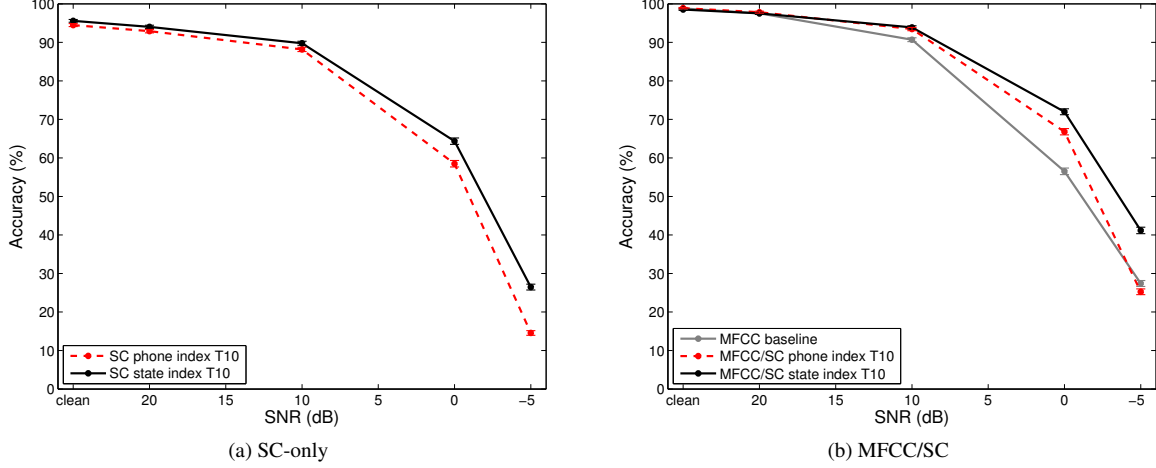 100
90
80
70
60
50
40
30
20
10
0
Accuracy (%)
SC phone index T10
SC state index T10
clean 20 15 10 5 0 −5
SNR (dB)
(a) SC-only
100
90
80
70
60
50
40
30
20
10
0
Accuracy (%)
MFCC baseline
MFCC/SC phone index T10
MFCC/SC state index T10
clean 20 15 10 5 0 −5
SNR (dB)
(b) MFCC/SC